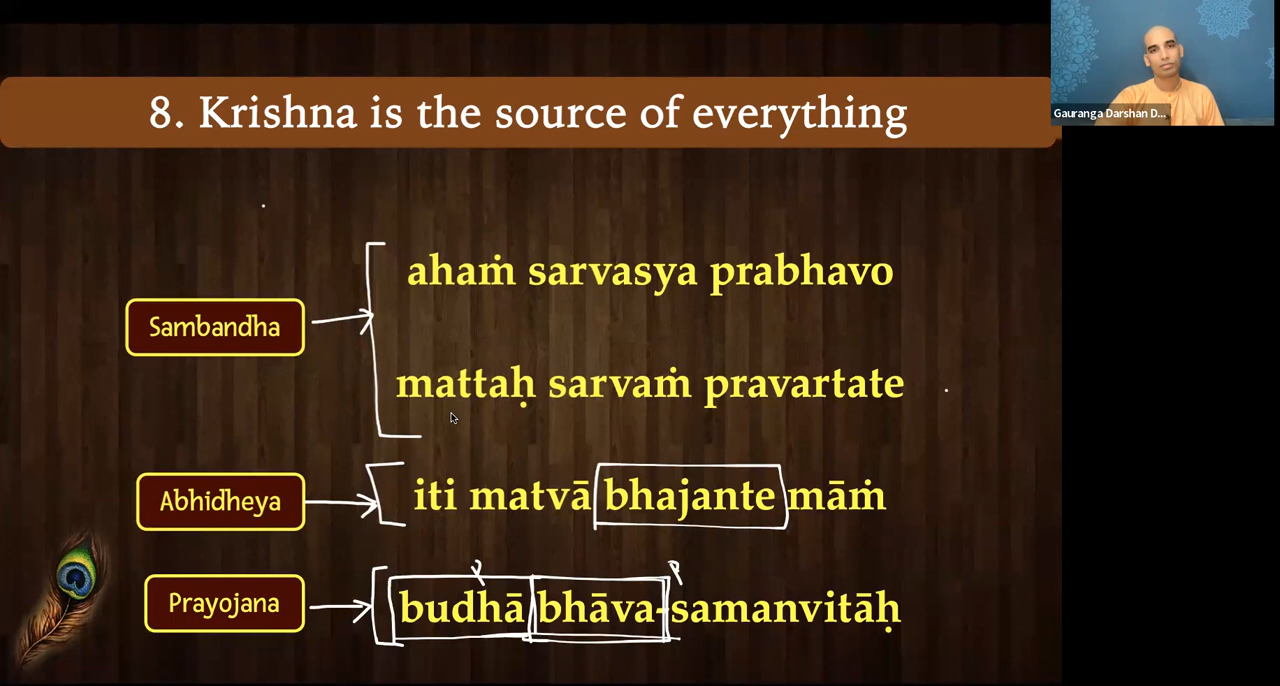 8. Krishna is the source of everything
Gauranga Darshan D...
ahaṁ sarvasya prabhavo
Sambandha
mattaḥ sarvaṁ pravartate
Abhidheya
iti matvā bhajante māṁ
Prayojana
budhā bhāva-samanvitāḥ